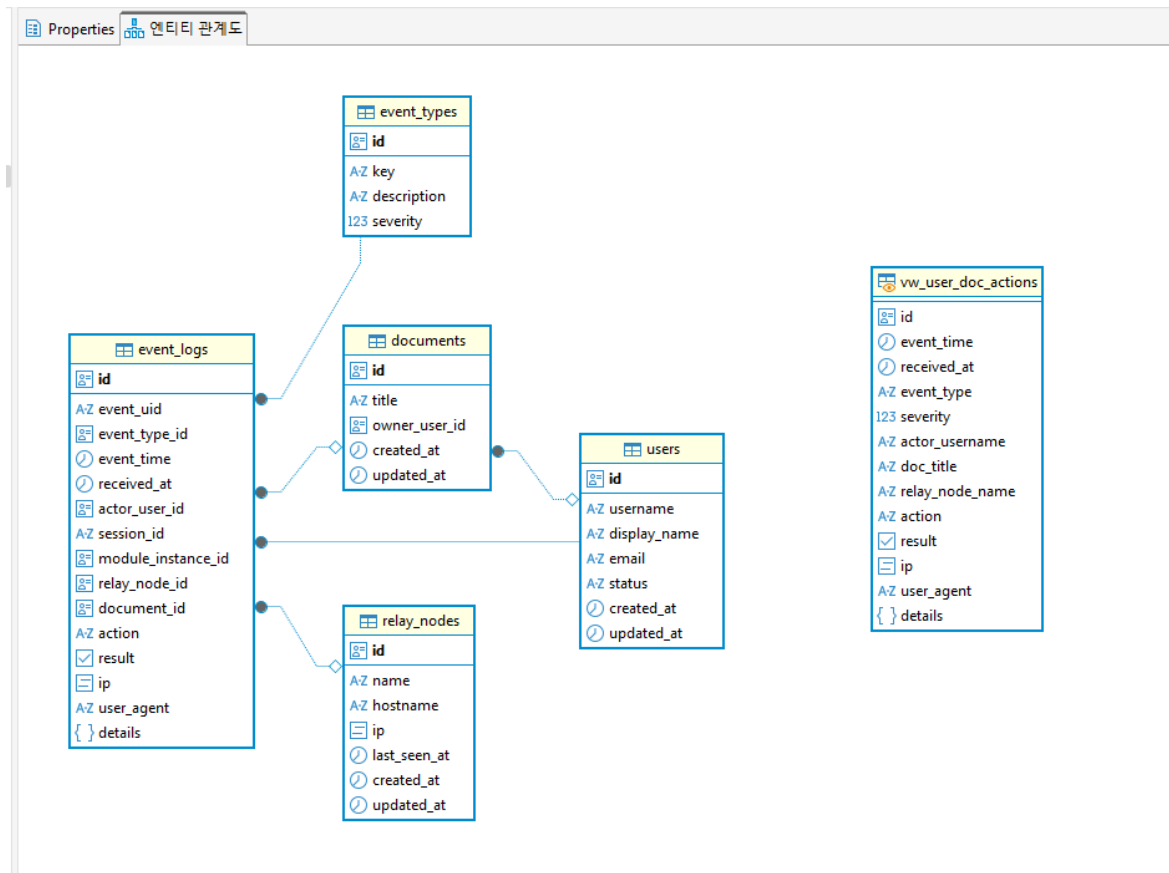 Properties
엔티티 관계도
event_types
id
A-Z key
A-Z description
123 severity
event_logs
id
A-Z event_uid
event_type_id
event_time
received_at
actor_user_id
A-Z session_id
module_instance_id
relay_node_id
document_id
A-Z action
result
ip
A-Z user_agent
{ } details
documents
id
A-Z title
owner_user_id
created_at
updated_at
users
id
A-Z username
A-Z display_name
A-Z email
A-Z status
created_at
updated_at
relay_nodes
id
A-Z name
A-Z hostname
ip
last_seen_at
created_at
updated_at
vw_user_doc_actions
id
event_time
received_at
A-Z event_type
123 severity
A-Z actor_username
A-Z doc_title
A-Z relay_node_name
A-Z action
result
ip
A-Z user_agent
{ } details